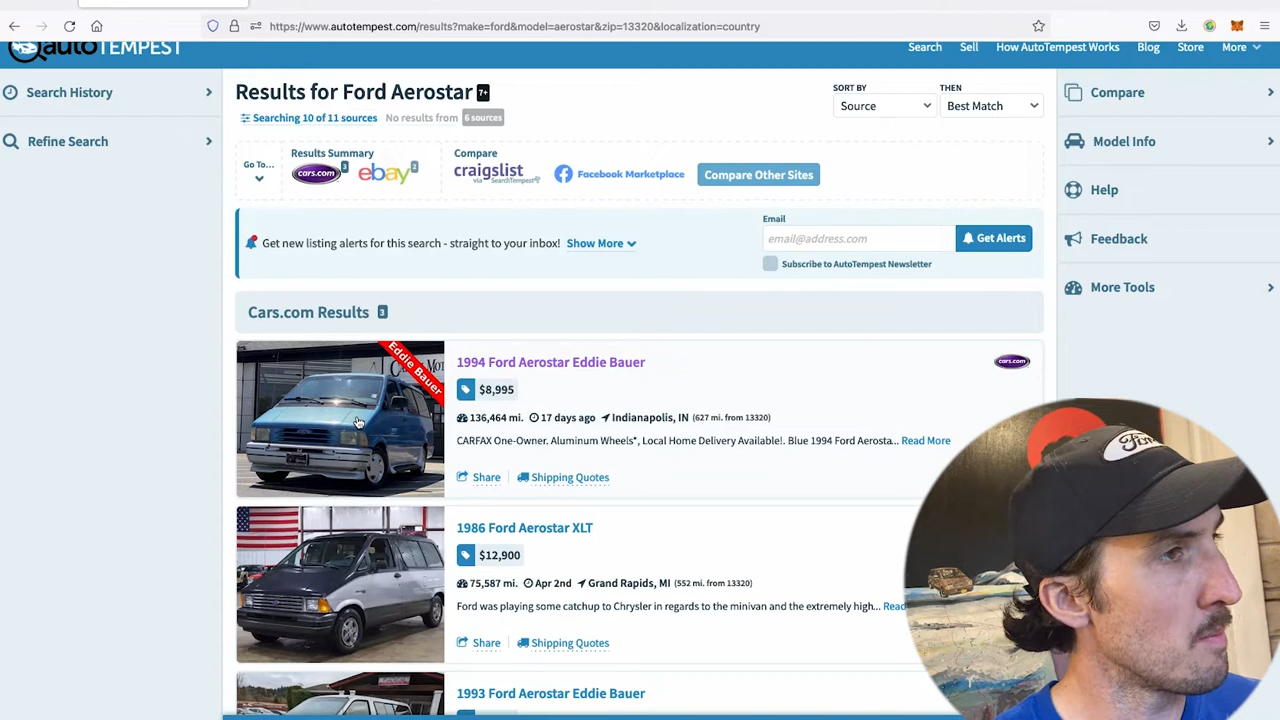 https://www.autotempest.com/results?make=ford&model=aerostar&zip=13320&localization=country
autoTEMPEST
Search
Sell
How AutoTempest Works
Blog
Store
More
Search History
Refine Search
Results for Ford Aerostar 7+
Searching 10 of 11 sources No results from 6 sources
SORT BY
Source
THEN
Best Match
Go To...
Results Summary
cars.com 3
ebay 2
Compare
craigslist
via SearchTempest
Facebook Marketplace
Compare Other Sites
Get new listing alerts for this search - straight to your inbox! Show More
Email
email@address.com
Get Alerts
Subscribe to AutoTempest Newsletter
Cars.com Results 3
Eddie Bauer
1994 Ford Aerostar Eddie Bauer
cars.com
$8,995
136,464 mi. 17 days ago Indianapolis, IN (627 mi. from 13320)
CARFAX One-Owner. Aluminum Wheels*, Local Home Delivery Available!. Blue 1994 Ford Aerosta... Read More
Share
Shipping Quotes
1986 Ford Aerostar XLT
$12,900
75,587 mi. Apr 2nd Grand Rapids, MI (552 mi. from 13320)
Ford was playing some catchup to Chrysler in regards to the minivan and the extremely high... Read
Share
Shipping Quotes
1993 Ford Aerostar Eddie Bauer
Compare
Model Info
Help
Feedback
More Tools
Ford